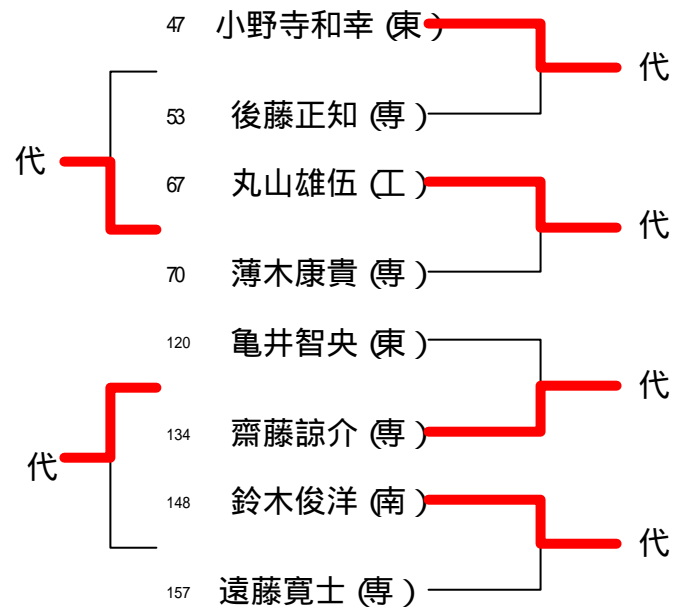 47 小野寺和幸 (東)
代
53 後藤正知 (専)
代
67 丸山雄伍 (工)
代
70 薄木康貴 (専)
120 亀井智央 (東)
代
134 齋藤諒介 (専)
代
148 鈴木俊洋 (南)
代
157 遠藤寛士 (専)